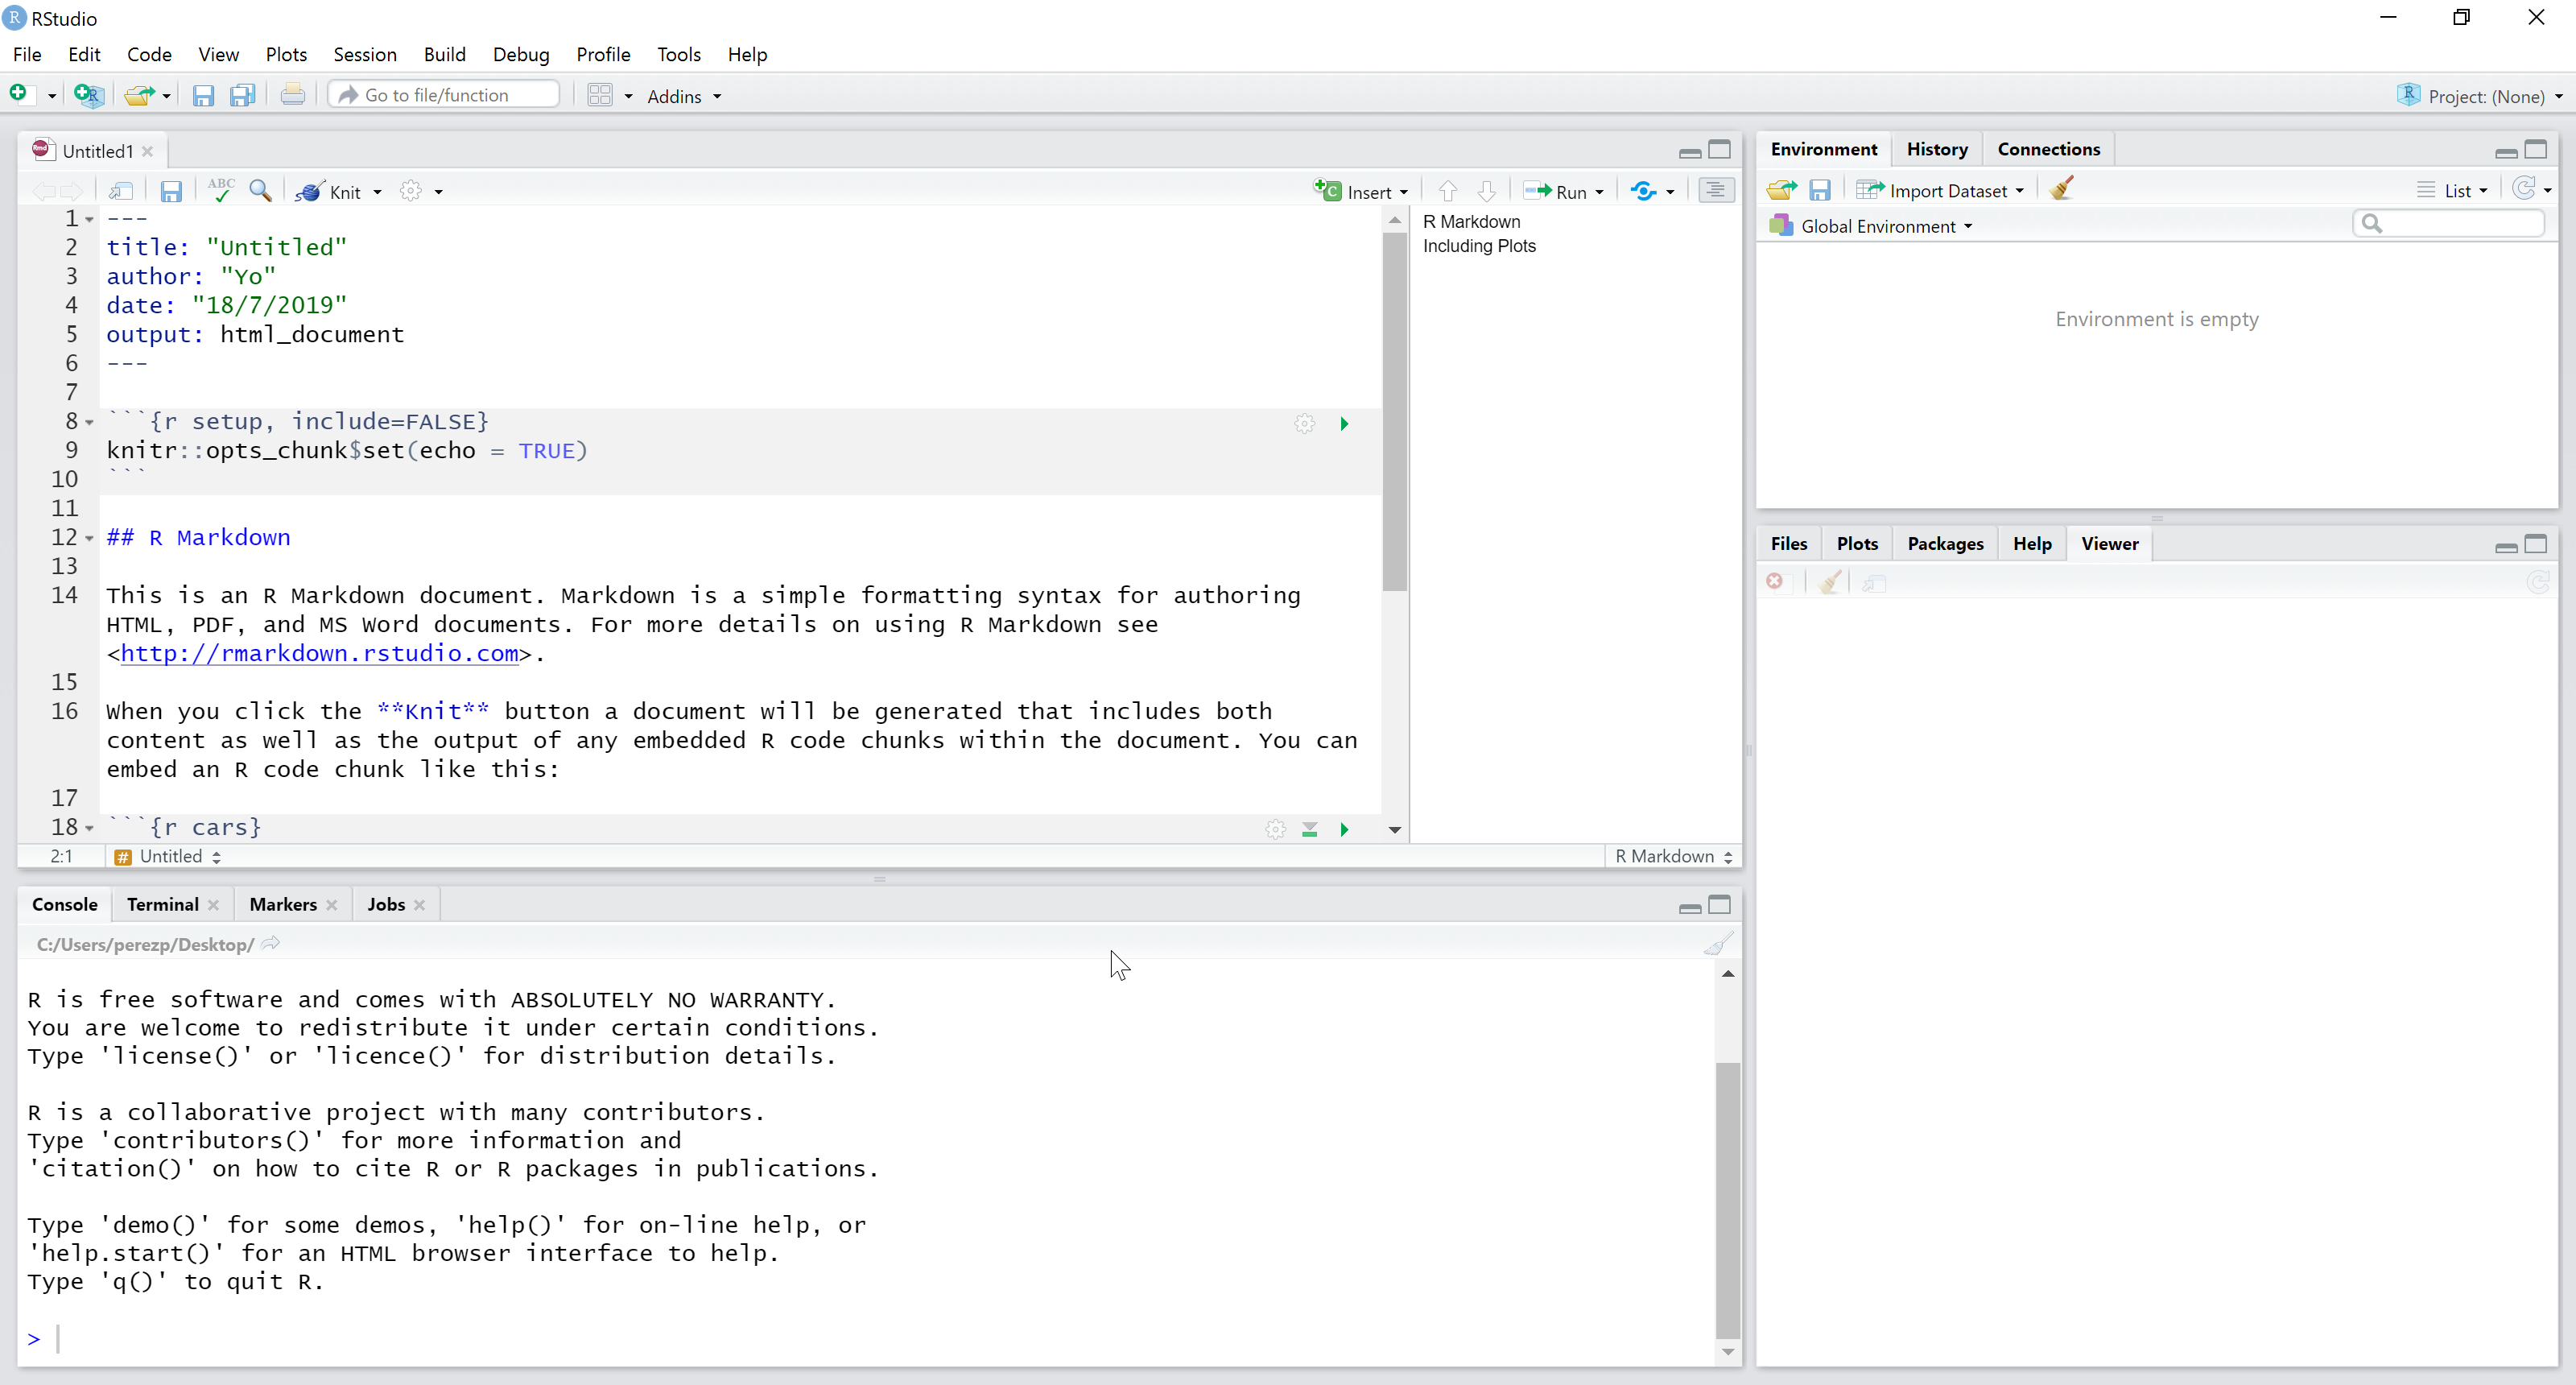 RStudio
File Edit Code View Plots Session Build Debug Profile Tools Help
Go to file/function Addins Project: (None)
Untitled1
ABC Knit Insert Run
1 ---
2 title: "Untitled"
3 author: "Yo"
4 date: "18/7/2019"
5 output: html_document
6 ---
7
8 ```{r setup, include=FALSE}
9 knitr::opts_chunk$set(echo = TRUE)
10 ```
11
12 ## R Markdown
13
14 This is an R Markdown document. Markdown is a simple formatting syntax for authoring
HTML, PDF, and MS Word documents. For more details on using R Markdown see
<http://rmarkdown.rstudio.com>.
15
16 When you click the **Knit** button a document will be generated that includes both
content as well as the output of any embedded R code chunks within the document. You can
embed an R code chunk like this:
17
18 ```{r cars}
2:1 # Untitled R Markdown
R Markdown
Including Plots
Console Terminal Markers Jobs
C:/Users/perezp/Desktop/
R is free software and comes with ABSOLUTELY NO WARRANTY.
You are welcome to redistribute it under certain conditions.
Type 'license()' or 'licence()' for distribution details.
R is a collaborative project with many contributors.
Type 'contributors()' for more information and
'citation()' on how to cite R or R packages in publications.
Type 'demo()' for some demos, 'help()' for on-line help, or
'help.start()' for an HTML browser interface to help.
Type 'q()' to quit R.
>
Environment History Connections
Import Dataset List
Global Environment
Environment is empty
Files Plots Packages Help Viewer